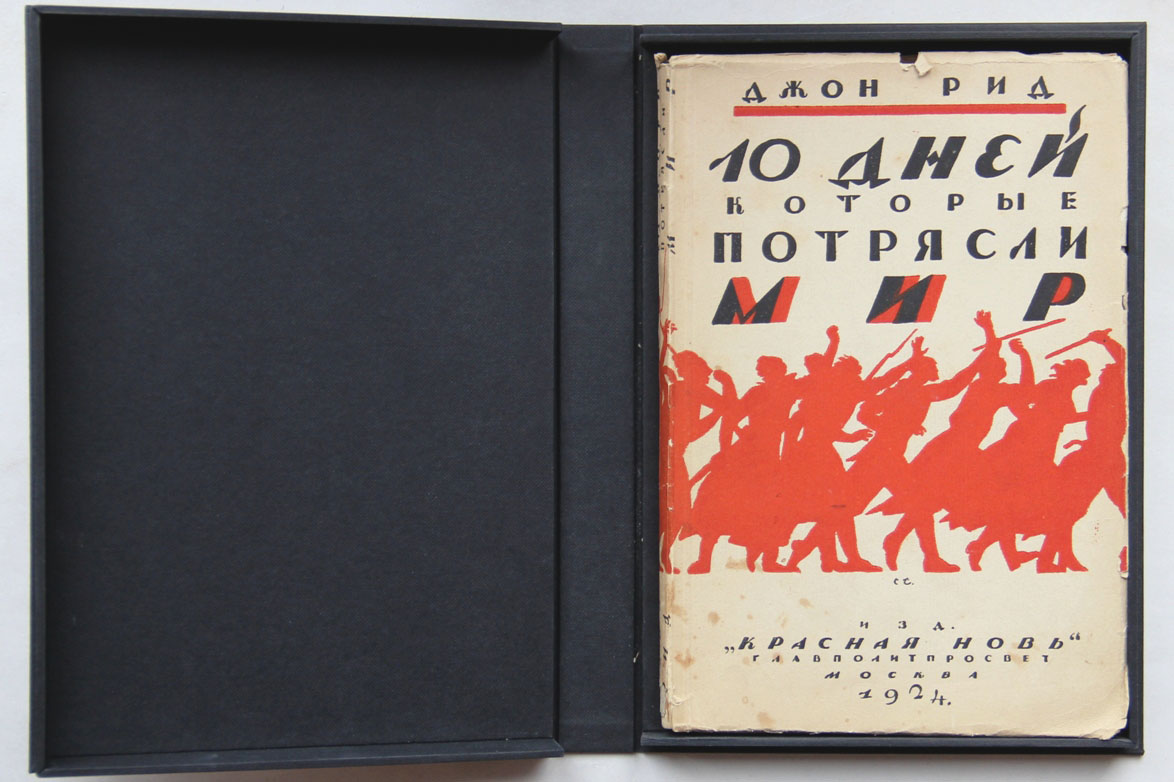 ДЖОН РИД
10 ДНЕЙ
КОТОРЫЕ
ПОТРЯСЛИ
МИР
ИЗД.
„КРАСНАЯ НОВЬ“
ГЛАВПОЛИТПРОСВЕТ
МОСКВА
1924.